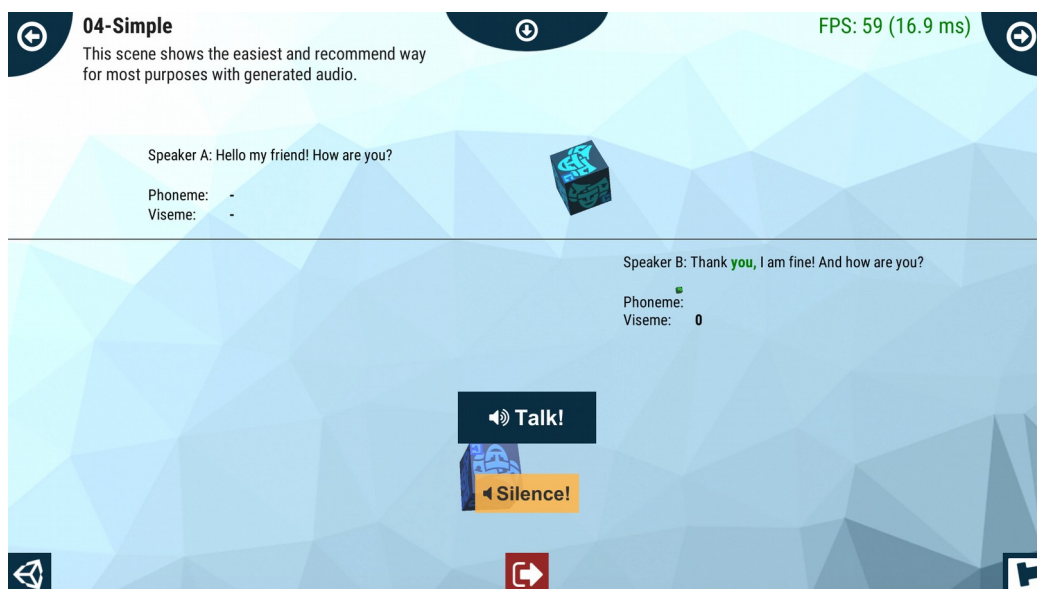 04-Simple
FPS: 59 (16.9 ms)
This scene shows the easiest and recommend way
for most purposes with generated audio.
Speaker A: Hello my friend! How are you?
Phoneme: -
Viseme: -
Speaker B: Thank you, I am fine! And how are you?
Phoneme:
Viseme: 0
Talk!
Silence!